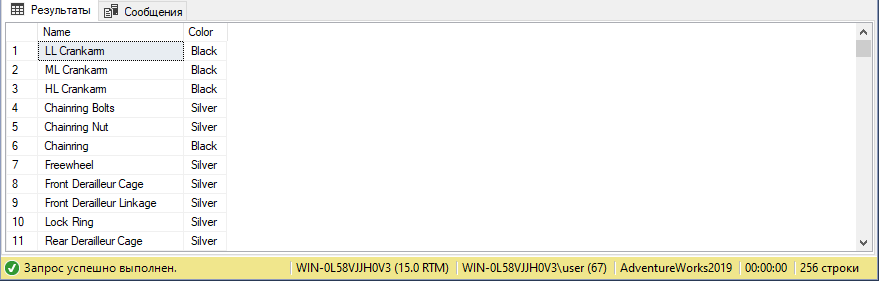 Результаты Сообщения
Name Color
1 LL Crankarm Black
2 ML Crankarm Black
3 HL Crankarm Black
4 Chainring Bolts Silver
5 Chainring Nut Silver
6 Chainring Black
7 Freewheel Silver
8 Front Derailleur Cage Silver
9 Front Derailleur Linkage Silver
10 Lock Ring Silver
11 Rear Derailleur Cage Silver
Запрос успешно выполнен. WIN-0L58VJJH0V3 (15.0 RTM) WIN-0L58VJJH0V3\user (67) AdventureWorks2019 00:00:00 256 строки